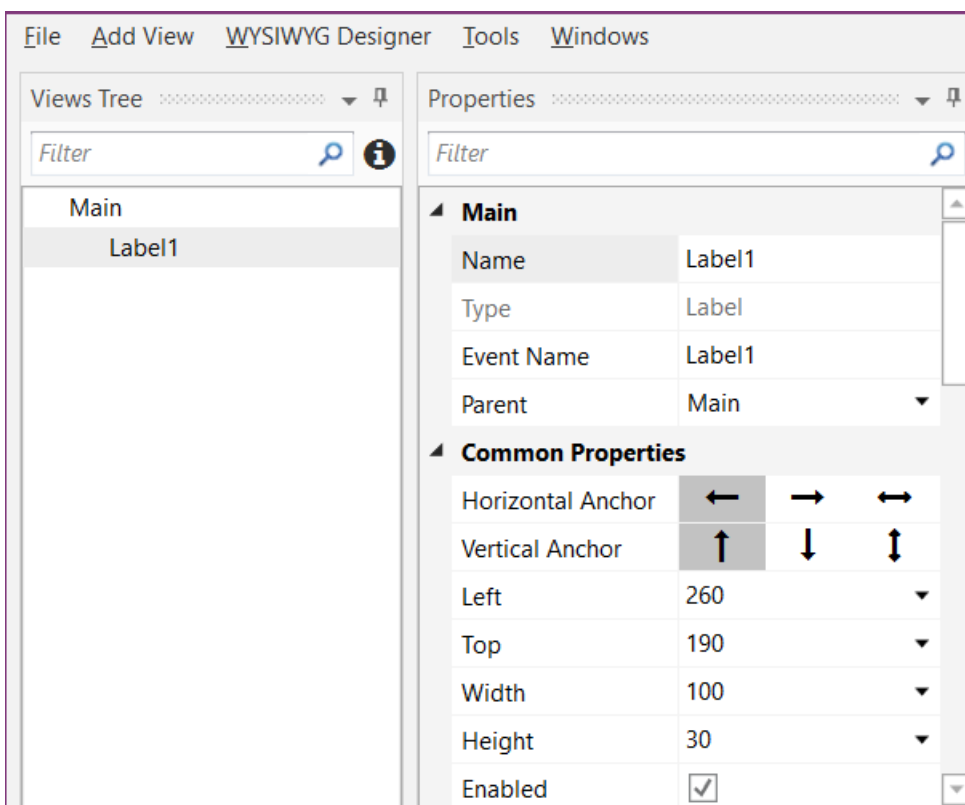 File Add View WYSIWYG Designer Tools Windows
Views Tree
Filter
Main
Label1
Properties
Filter
Main
Name Label1
Type Label
Event Name Label1
Parent Main
Common Properties
Horizontal Anchor
Vertical Anchor
Left 260
Top 190
Width 100
Height 30
Enabled